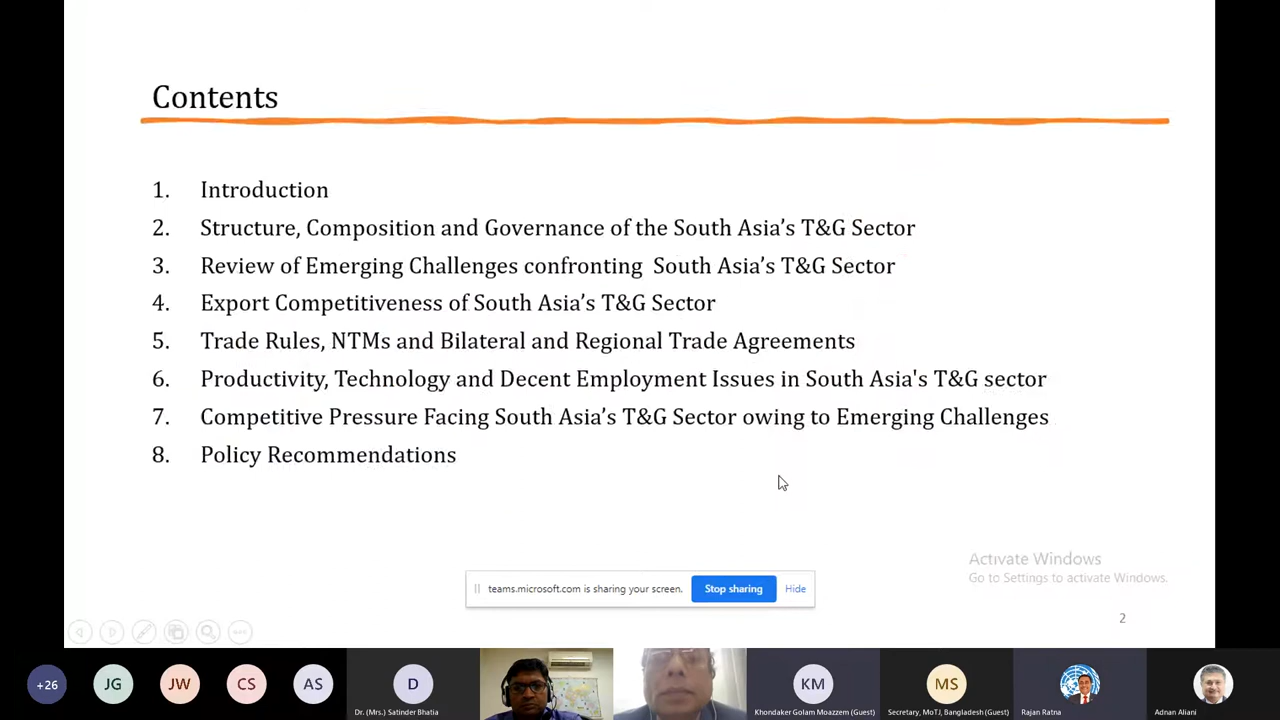 Contents
1. Introduction
2. Structure, Composition and Governance of the South Asia’s T&G Sector
3. Review of Emerging Challenges confronting South Asia’s T&G Sector
4. Export Competitiveness of South Asia’s T&G Sector
5. Trade Rules, NTMs and Bilateral and Regional Trade Agreements
6. Productivity, Technology and Decent Employment Issues in South Asia's T&G sector
7. Competitive Pressure Facing South Asia’s T&G Sector owing to Emerging Challenges
8. Policy Recommendations
Activate Windows
Go to Settings to activate Windows.
teams.microsoft.com is sharing your screen. Stop sharing Hide
2
+26 JG JW CS AS D KM MS
Dr. (Mrs.) Satinder Bhatia Khondaker Golam Moazzem (Guest) Secretary, MoTJ, Bangladesh (Guest) Rajan Ratna Adnan Aliani